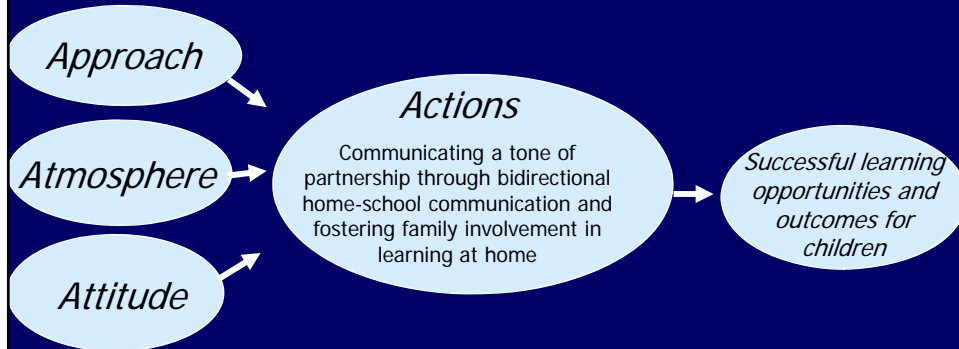 Approach
Atmosphere
Attitude
Actions
Communicating a tone of
partnership through bidirectional
home-school communication and
fostering family involvement in
learning at home
Successful learning
opportunities and
outcomes for
children